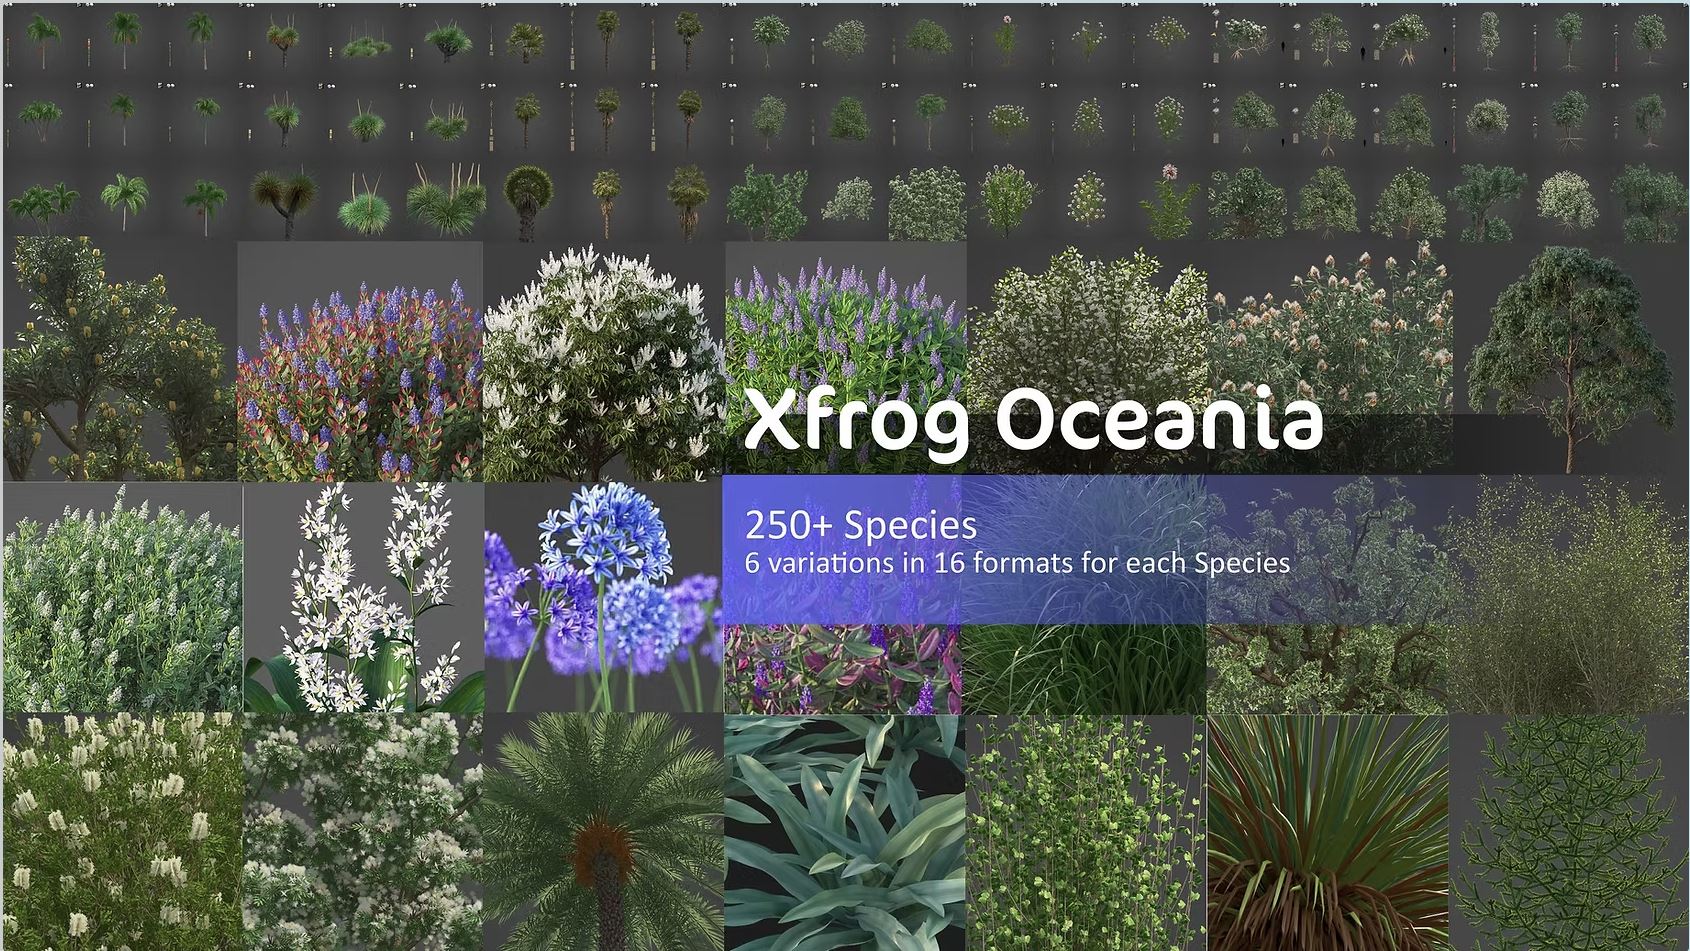 Xfrog Oceania
250+ Species
6 variations in 16 formats for each Species